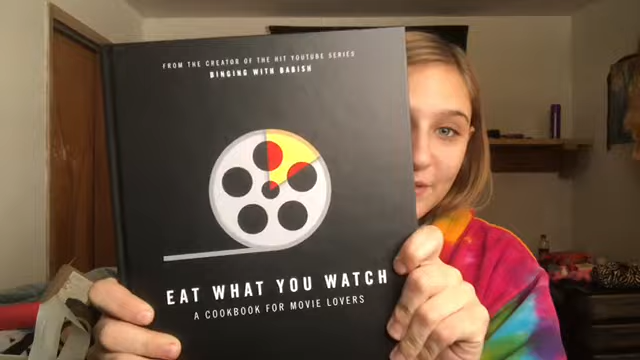 FROM THE CREATOR OF THE HIT YOUTUBE SERIES
BINGING WITH BABISH
EAT WHAT YOU WATCH
A COOKBOOK FOR MOVIE LOVERS